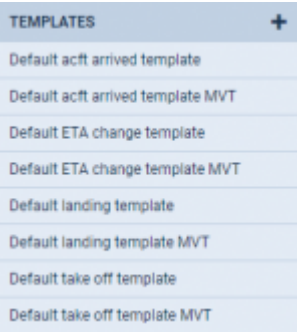 TEMPLATES +
Default acft arrived template
Default acft arrived template MVT
Default ETA change template
Default ETA change template MVT
Default landing template
Default landing template MVT
Default take off template
Default take off template MVT